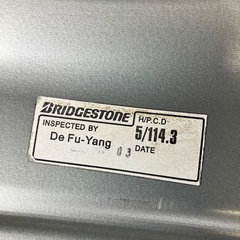 BRIDGESTONE H/P.C.D
5/114.3
INSPECTED BY
De Fu-Yang
03 DATE